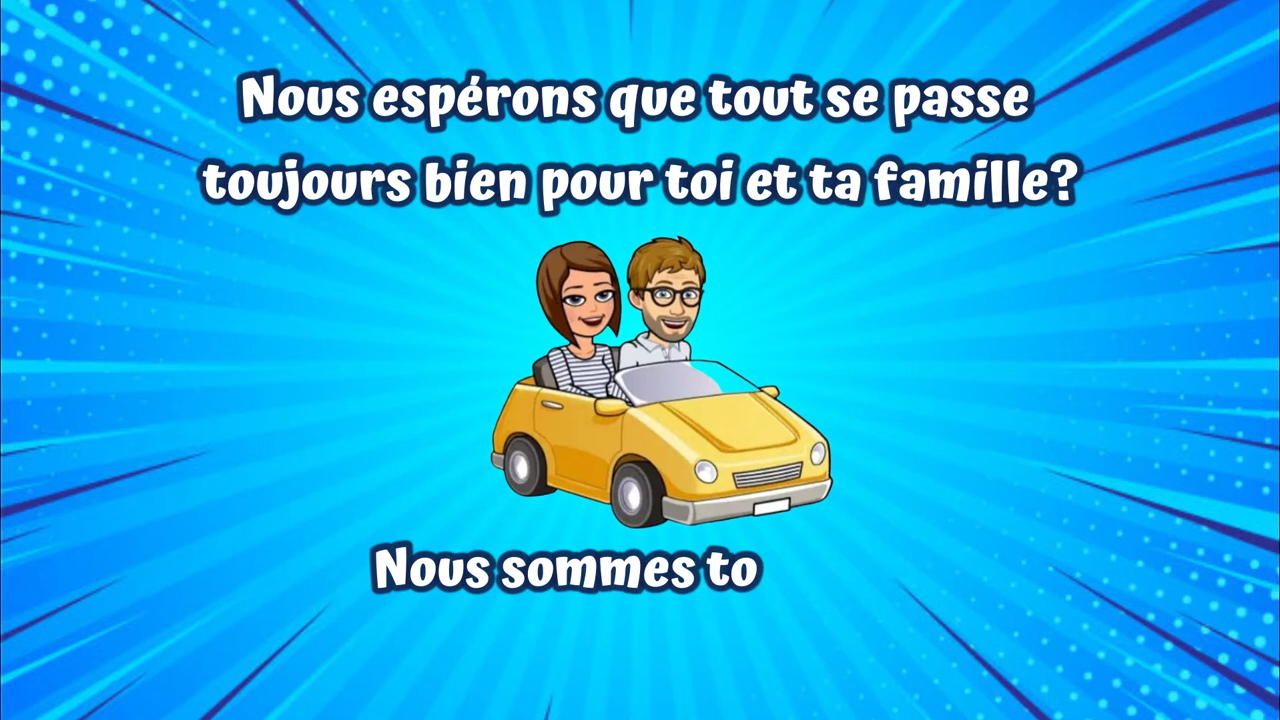 Nous espérons que tout se passe
toujours bien pour toi et ta famille?
Nous sommes to